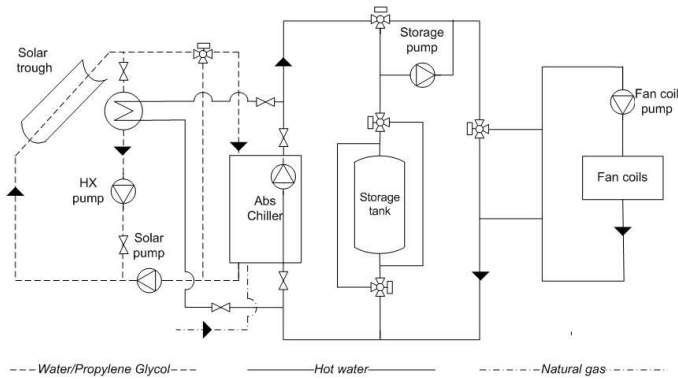 Solar
trough
Storage
pump
Fan coil
pump
HX
pump
Abs
Chiller
Storage
tank
Fan coils
Solar
pump
Water/Propylene Glycol
Hot water
Natural gas